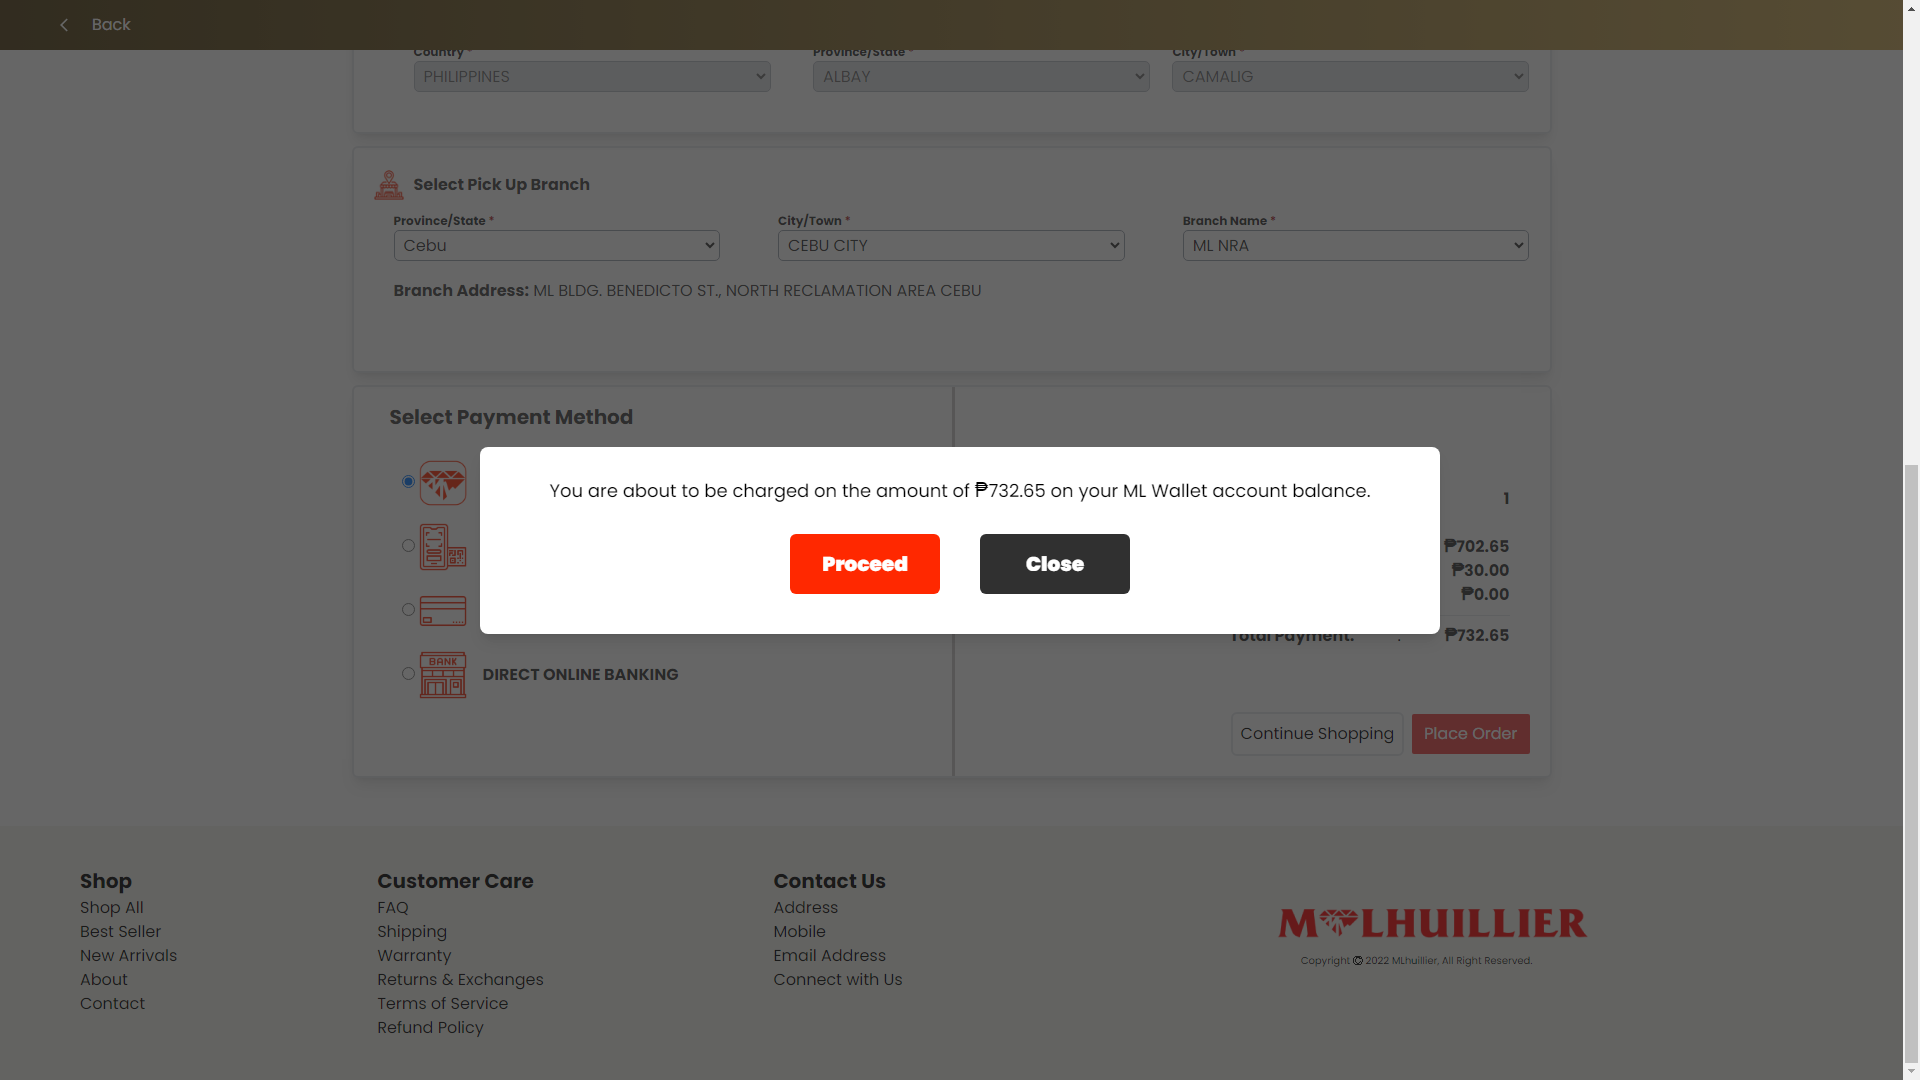 Back
Country *
Province/State *
City/Town *
PHILIPPINES
ALBAY
CAMALIG
Select Pick Up Branch
Province/State *
City/Town *
Branch Name *
Cebu
CEBU CITY
ML NRA
Branch Address: ML BLDG. BENEDICTO ST., NORTH RECLAMATION AREA CEBU
Select Payment Method
You are about to be charged on the amount of ₱732.65 on your ML Wallet account balance.
Proceed
Close
1
₱702.65
₱30.00
₱0.00
Total Payment:
:
₱732.65
BANK
DIRECT ONLINE BANKING
Continue Shopping
Place Order
Shop
Shop All
Best Seller
New Arrivals
About
Contact
Customer Care
FAQ
Shipping
Warranty
Returns & Exchanges
Terms of Service
Refund Policy
Contact Us
Address
Mobile
Email Address
Connect with Us
M LHUILLIER
Copyright © 2022 MLhuillier, All Right Reserved.